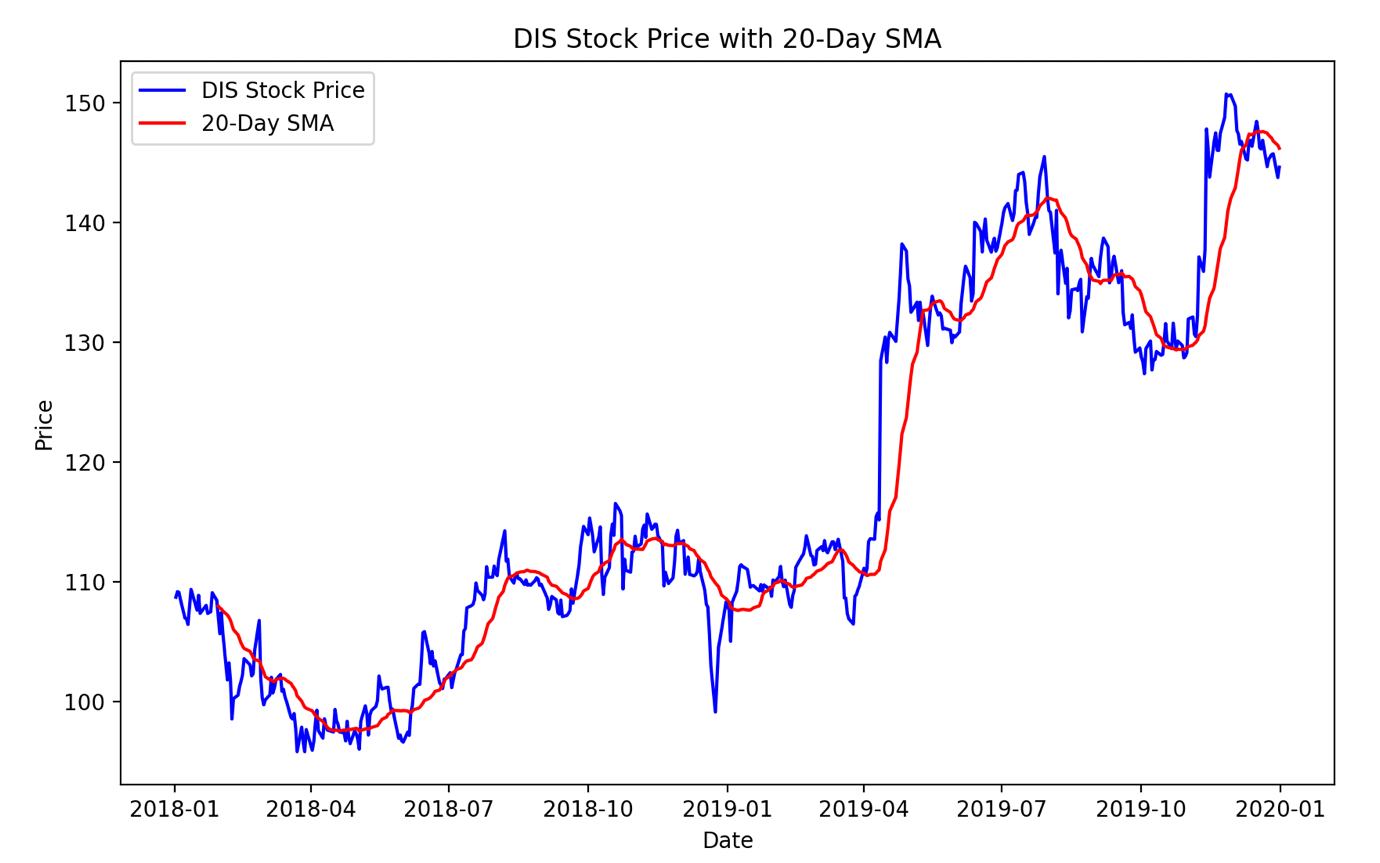 DIS Stock Price with 20-Day SMA
DIS Stock Price
20-Day SMA
150
140
130
120
110
100
Price
2018-01 2018-04 2018-07 2018-10 2019-01 2019-04 2019-07 2019-10 2020-01
Date